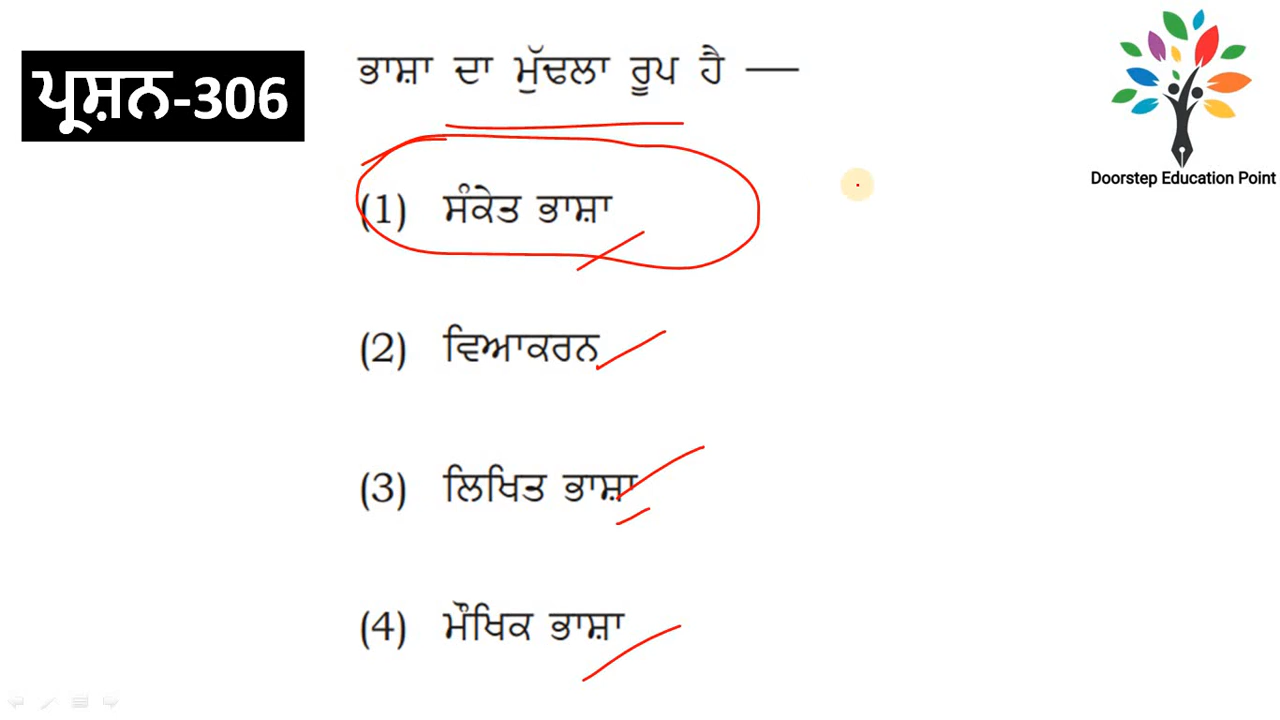 ਪ੍ਰਸ਼ਨ-306
ਭਾਸ਼ਾ ਦਾ ਮੁੱਢਲਾ ਰੂਪ ਹੈ —
(1) ਸੰਕੇਤ ਭਾਸ਼ਾ
(2) ਵਿਆਕਰਨ
(3) ਲਿਖਿਤ ਭਾਸ਼ਾ
(4) ਮੌਖਿਕ ਭਾਸ਼ਾ
Doorstep Education Point